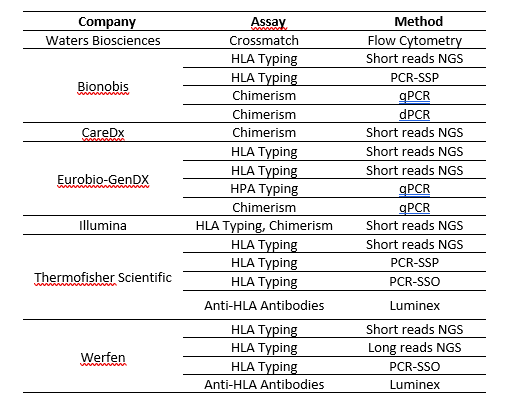 Company Assay Method
Waters Biosciences Crossmatch Flow Cytometry
Bionobis HLA Typing Short reads NGS
HLA Typing PCR-SSP
Chimerism qPCR
Chimerism dPCR
CareDx Chimerism Short reads NGS
Eurobio-GenDX HLA Typing Short reads NGS
HLA Typing Short reads NGS
HPA Typing qPCR
Chimerism qPCR
Illumina HLA Typing, Chimerism Short reads NGS
Thermofisher Scientific HLA Typing Short reads NGS
HLA Typing PCR-SSP
HLA Typing PCR-SSO
Anti-HLA Antibodies Luminex
Werfen HLA Typing Short reads NGS
HLA Typing Long reads NGS
HLA Typing PCR-SSO
Anti-HLA Antibodies Luminex